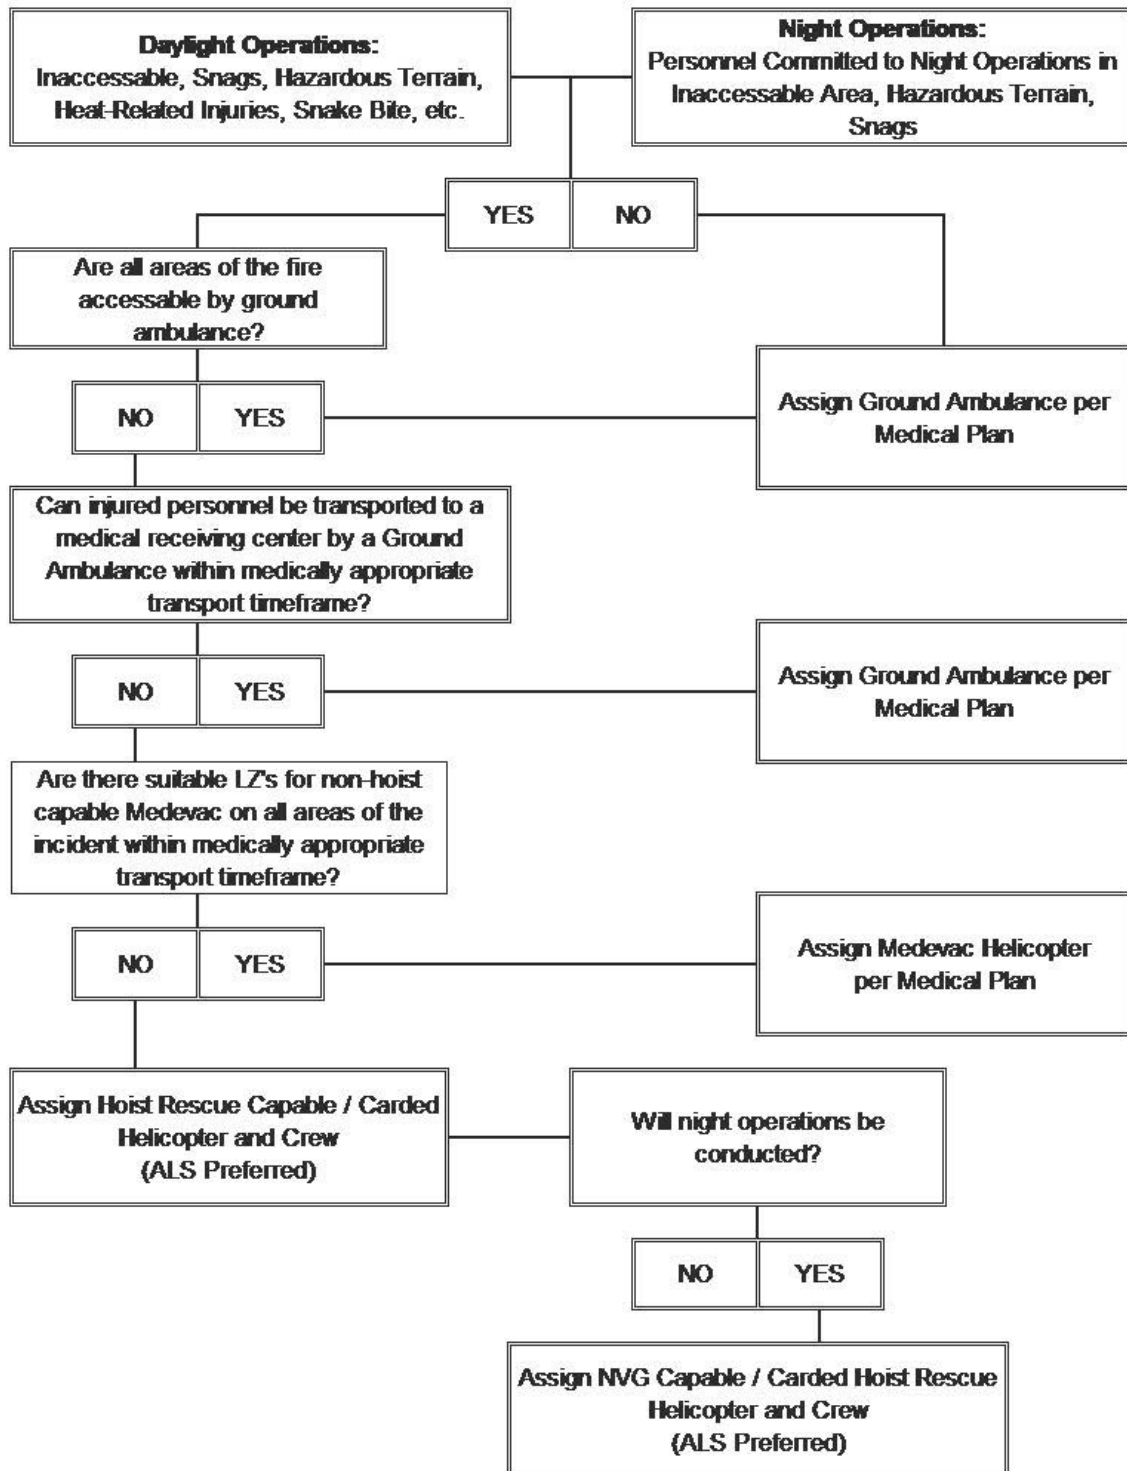 Daylight Operations:
Inaccessable, Snags, Hazardous Terrain,
Heat-Related Injuries, Snake Bite, etc.
Night Operations:
Personnel Committed to Night Operations in
Inaccessable Area, Hazardous Terrain,
Snags
YES
NO
Are all areas of the fire
accessable by ground
ambulance?
NO
YES
Assign Ground Ambulance per
Medical Plan
Can injured personnel be transported to a
medical receiving center by a Ground
Ambulance within medically appropriate
transport timeframe?
NO
YES
Assign Ground Ambulance per
Medical Plan
Are there suitable LZ's for non-hoist
capable Medevac on all areas of the
incident within medically appropriate
transport timeframe?
NO
YES
Assign Medevac Helicopter
per Medical Plan
Assign Hoist Rescue Capable / Carded
Helicopter and Crew
(ALS Preferred)
Will night operations be
conducted?
NO
YES
Assign NVG Capable / Carded Hoist Rescue
Helicopter and Crew
(ALS Preferred)